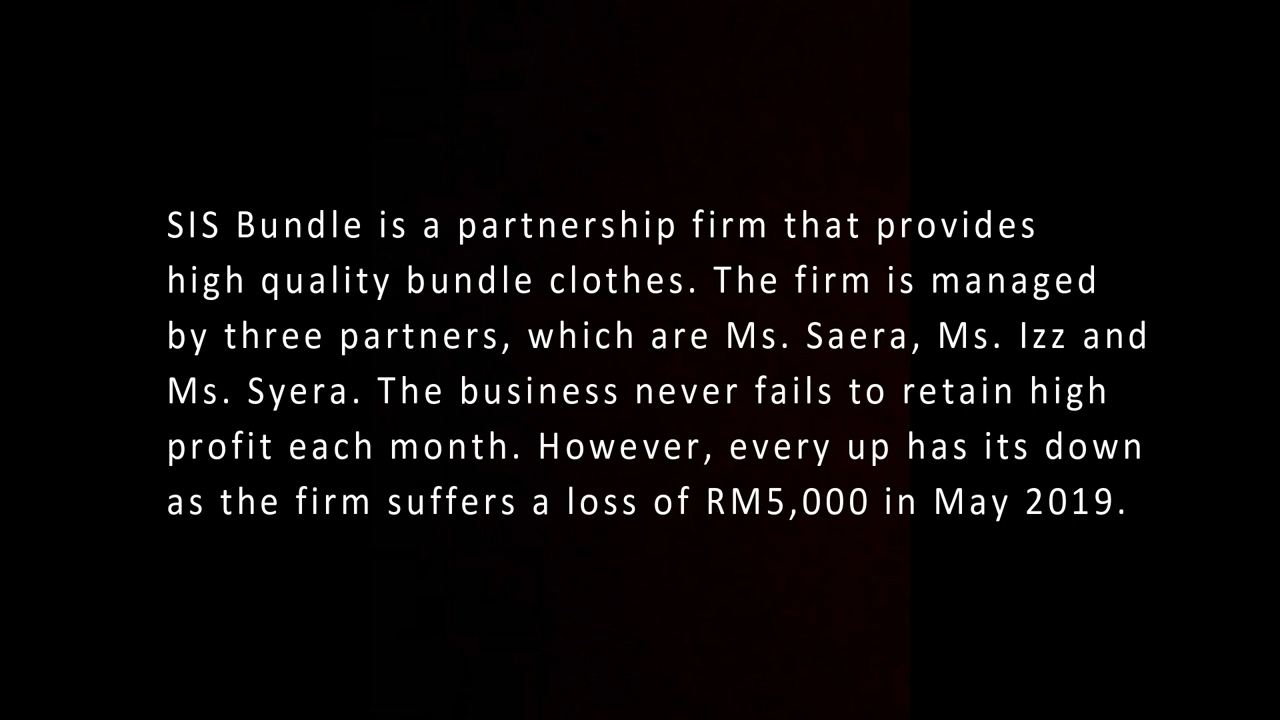 SIS Bundle is a partnership firm that provides
high quality bundle clothes. The firm is managed
by three partners, which are Ms. Saera, Ms. Izz and
Ms. Syera. The business never fails to retain high
profit each month. However, every up has its down
as the firm suffers a loss of RM5,000 in May 2019.